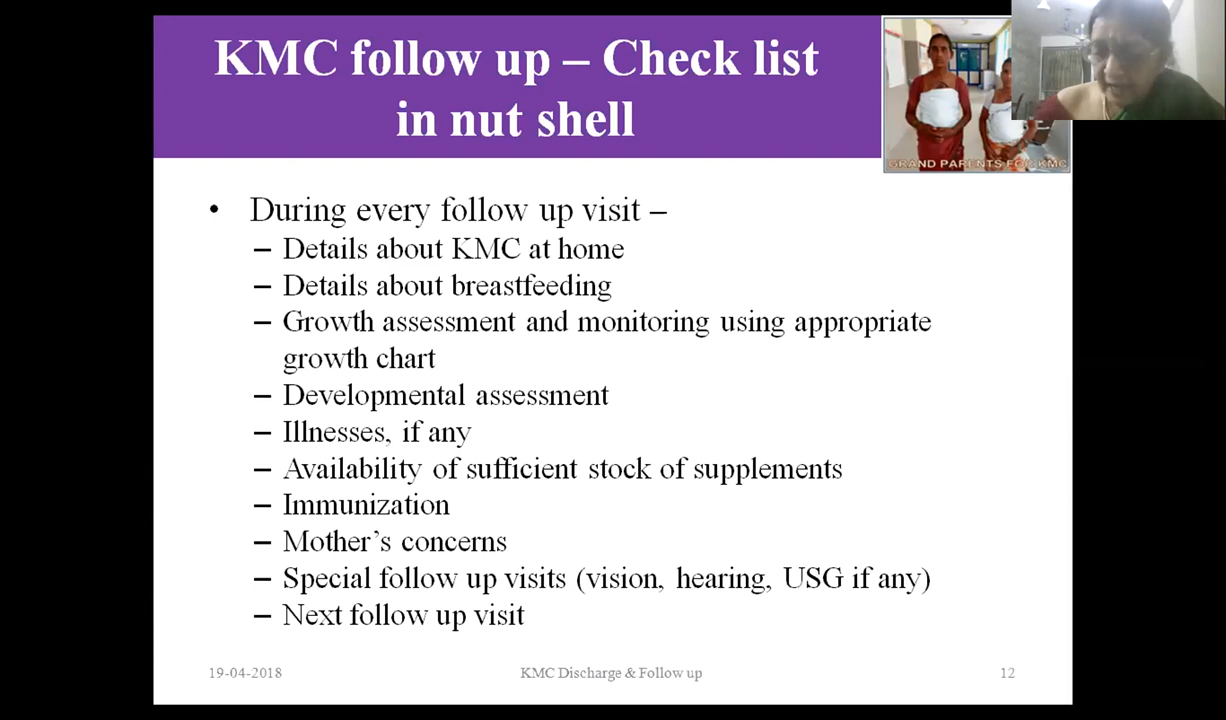 KMC follow up – Check list
in nut shell
GRAND PARENTS FOR KMC
• During every follow up visit –
– Details about KMC at home
– Details about breastfeeding
– Growth assessment and monitoring using appropriate
growth chart
– Developmental assessment
– Illnesses, if any
– Availability of sufficient stock of supplements
– Immunization
– Mother’s concerns
– Special follow up visits (vision, hearing, USG if any)
– Next follow up visit
19-04-2018
KMC Discharge & Follow up
12